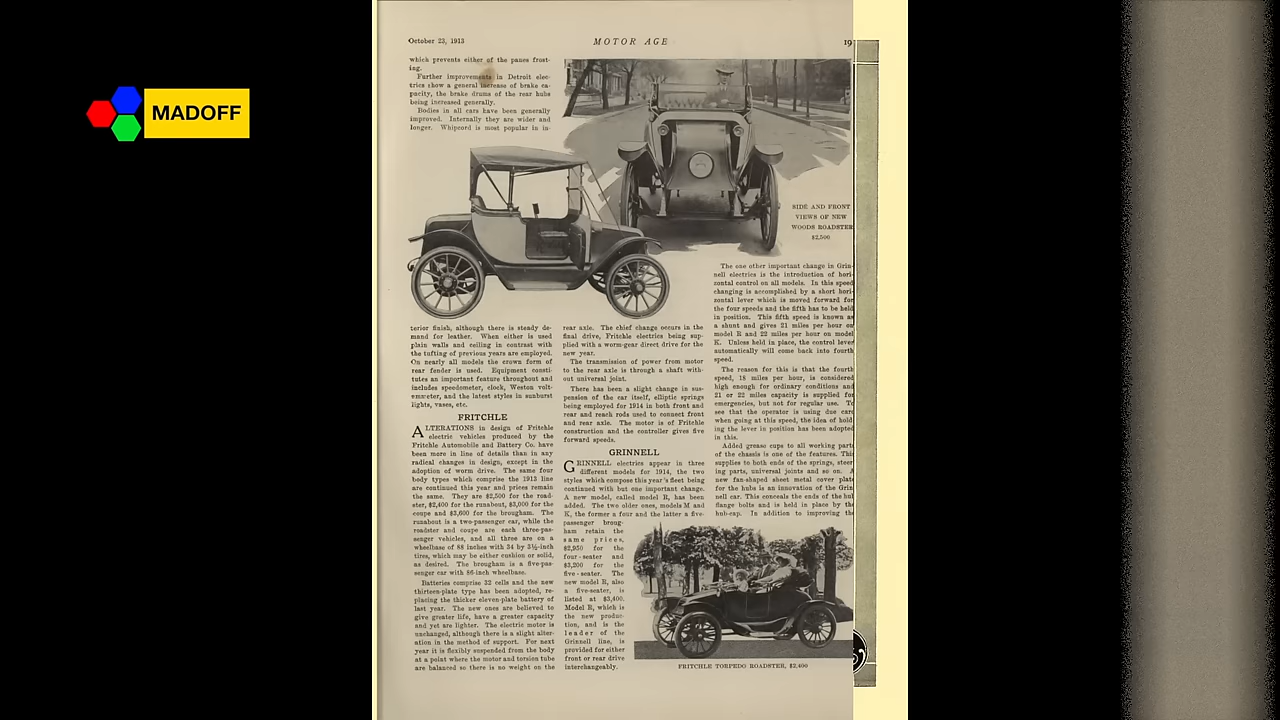 MADOFF
October 23, 1913
MOTOR AGE
19
which prevents either of the panes frost-
ing.
Further improvements in Detroit elec-
trics show a general increase of brake ca-
pacity, the brake drums of the rear hubs
being increased generally.
Bodies in all cars have been generally
improved. Internally they are wider and
longer. Whipcord is most popular in in-
SIDE AND FRONT
VIEWS OF NEW
WOODS ROADSTER
$2,500
terior finish, although there is steady de-
mand for leather. When either is used
plain walls and ceiling in contrast with
the tufting of previous years are employed.
On nearly all models the crown form of
rear fender is used. Equipment consti-
tutes an important feature throughout and
includes speedometer, clock, Weston volt-
emmeter, and the latest styles in sunburst
lights, vases, etc.
FRITCHLE
ALTERATIONS in design of Fritchle
electric vehicles produced by the
Fritchle Automobile and Battery Co. have
been more in line of details than in any
radical changes in design, except in the
adoption of worm drive. The same four
body types which comprise the 1913 line
are continued this year and prices remain
the same. They are $2,500 for the road-
ster, $2,400 for the runabout, $3,000 for the
coupe and $3,600 for the brougham. The
runabout is a two-passenger car, while the
roadster and coupe are each three-pas-
senger vehicles, and all three are on a
wheelbase of 88 inches with 34 by 3½-inch
tires, which may be either cushion or solid,
as desired. The brougham is a five-pas-
senger car with 86-inch wheelbase.
Batteries comprise 32 cells and the new
thirteen-plate type has been adopted, re-
placing the thicker eleven-plate battery of
last year. The new ones are believed to
give greater life, have a greater capacity
and yet are lighter. The electric motor is
unchanged, although there is a slight alter-
ation in the method of support. For next
year it is flexibly suspended from the body
at a point where the motor and torsion tube
are balanced so there is no weight on the
rear axle. The chief change occurs in the
final drive, Fritchle electrics being sup-
plied with a worm-gear direct drive for the
new year.
The transmission of power from motor
to the rear axle is through a shaft with-
out universal joint.
There has been a slight change in sus-
pension of the car itself, elliptic springs
being employed for 1914 in both front and
rear and reach rods used to connect front
and rear axle. The motor is of Fritchle
construction and the controller gives five
forward speeds.
GRINNELL
GRINNELL electrics appear in three
different models for 1914, the two
styles which compose this year's fleet being
continued with but one important change.
A new model, called model R, has been
added. The two older ones, models M and
K, the former a four and the latter a five-
passenger broug-
ham retain the
same prices,
$2,950 for the
four-seater and
$3,200 for the
five-seater. The
new model R, also
a five-seater, is
listed at $3,400.
Model R, which is
the new produc-
tion, and is the
leader of the
Grinnell line, is
provided for either
front or rear drive
interchangeably.
The one other important change in Grin-
nell electrics is the introduction of hori-
zontal control on all models. In this speed
changing is accomplished by a short hori-
zontal lever which is moved forward for
the four speeds and the fifth has to be held
in position. This fifth speed is known as
a shunt and gives 21 miles per hour on
model R and 22 miles per hour on model
K. Unless held in place, the control lever
automatically will come back into fourth
speed.
The reason for this is that the fourth
speed, 18 miles per hour, is considered
high enough for ordinary conditions and
21 or 22 miles capacity is supplied for
emergencies, but not for regular use. To
see that the operator is using due care
when going at this speed, the idea of hold-
ing the lever in position has been adopted
in this.
Added grease cups to all working parts
of the chassis is one of the features. This
supplies to both ends of the springs, steer-
ing parts, universal joints and so on. A
new fan-shaped sheet metal cover plate
for the hubs is an innovation of the Grin-
nell car. This conceals the ends of the hub
flange bolts and is held in place by the
hub-cap. In addition to improving the
FRITCHLE TORPEDO ROADSTER, $2,400